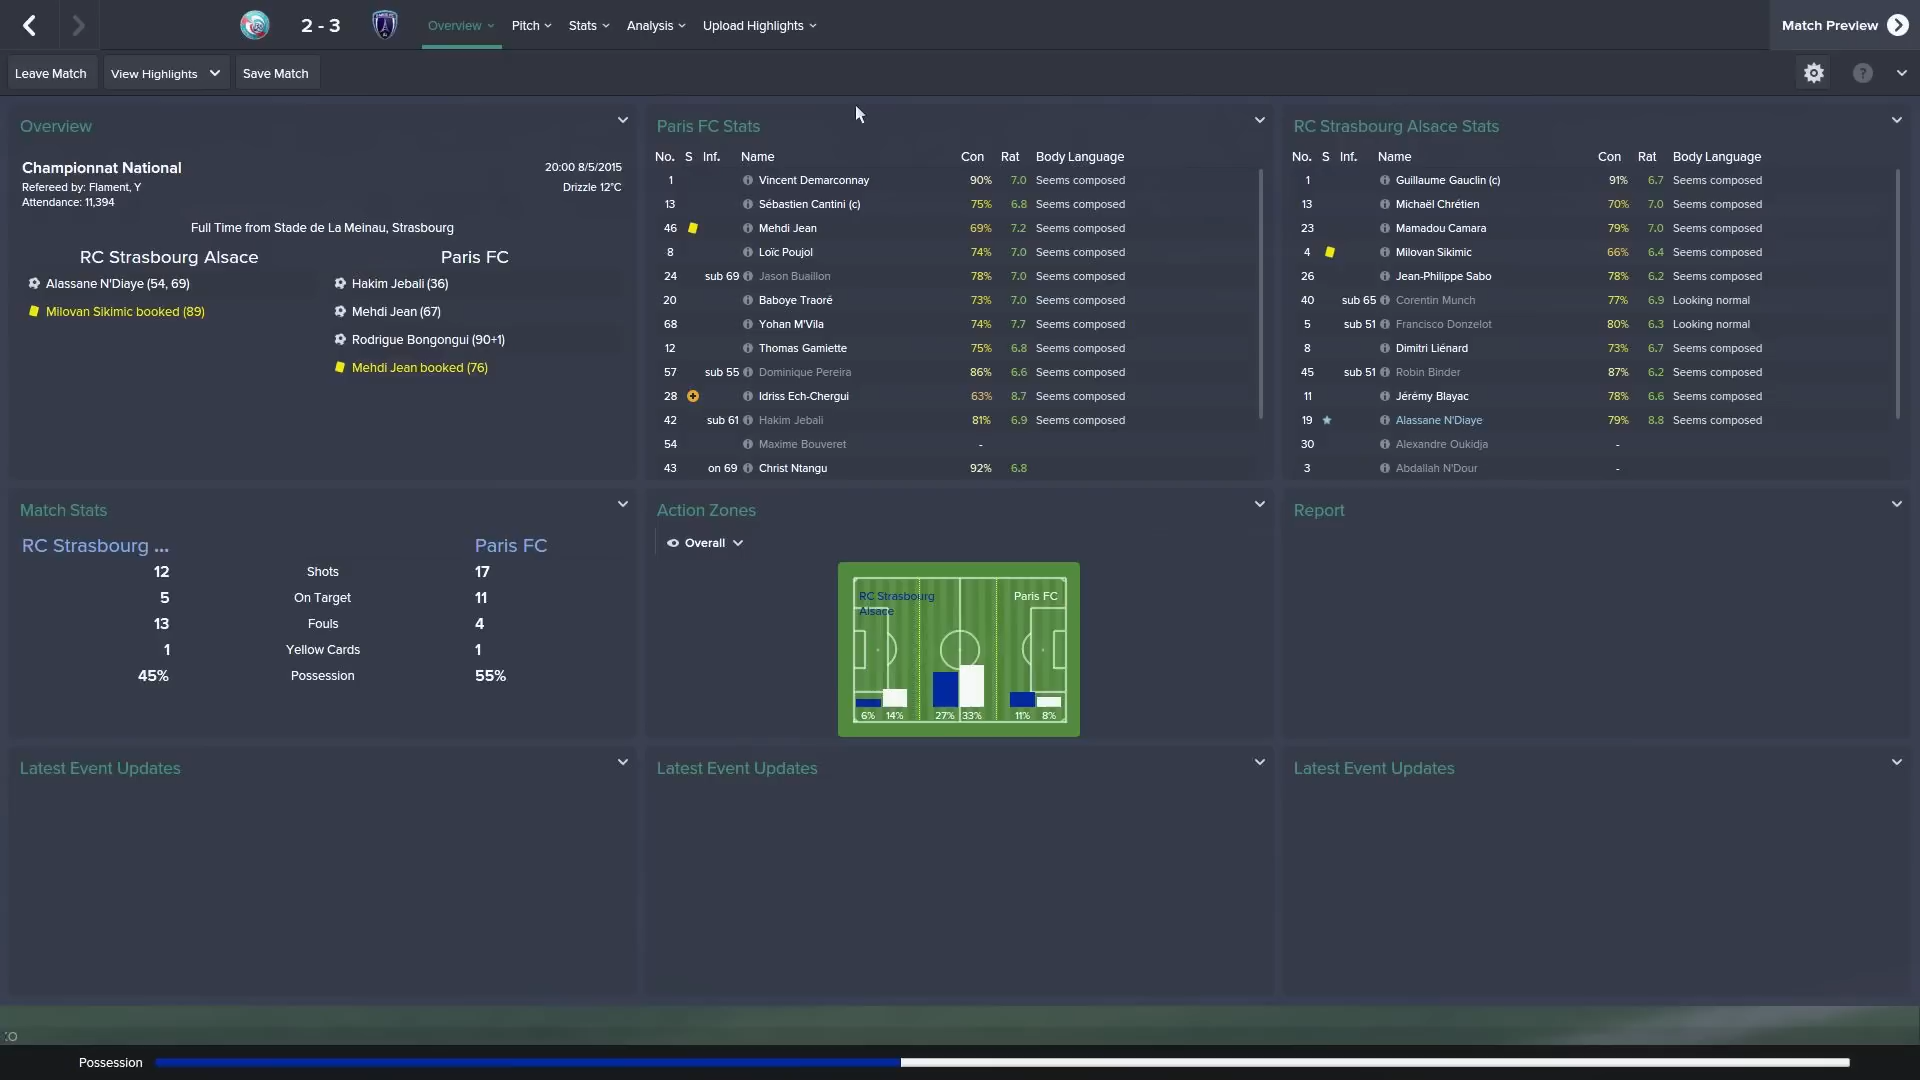 2 - 3
Overview
Pitch
Stats
Analysis
Upload Highlights
Match Preview
Leave Match
View Highlights
Save Match
?
Overview
Championnat National
20:00 8/5/2015
Refereed by: Flament, Y
Drizzle 12°C
Attendance: 11,394
Full Time from Stade de La Meinau, Strasbourg
RC Strasbourg Alsace
Paris FC
Alassane N'Diaye (54, 69)
Hakim Jebali (36)
Milovan Sikimic booked (89)
Mehdi Jean (67)
Rodrigue Bongongui (90+1)
Mehdi Jean booked (76)
Paris FC Stats
No. S Inf. Name Con Rat Body Language
1 Vincent Demarconnay 90% 7.0 Seems composed
13 Sébastien Cantini (c) 75% 6.8 Seems composed
46 Mehdi Jean 69% 7.2 Seems composed
8 Loïc Poujol 74% 7.0 Seems composed
24 sub 69 Jason Buaillon 78% 7.0 Seems composed
20 Baboye Traoré 73% 7.0 Seems composed
68 Yohan M'Vila 74% 7.7 Seems composed
12 Thomas Gamiette 75% 6.8 Seems composed
57 sub 55 Dominique Pereira 86% 6.6 Seems composed
28 Idriss Ech-Chergui 63% 8.7 Seems composed
42 sub 61 Hakim Jebali 81% 6.9 Seems composed
54 Maxime Bouveret -
43 on 69 Christ Ntangu 92% 6.8
RC Strasbourg Alsace Stats
No. S Inf. Name Con Rat Body Language
1 Guillaume Gauclin (c) 91% 6.7 Seems composed
13 Michaël Chrétien 70% 7.0 Seems composed
23 Mamadou Camara 79% 7.0 Seems composed
4 Milovan Sikimic 66% 6.4 Seems composed
26 Jean-Philippe Sabo 78% 6.2 Seems composed
40 sub 65 Corentin Munch 77% 6.9 Looking normal
5 sub 51 Francisco Donzelot 80% 6.3 Looking normal
8 Dimitri Liénard 73% 6.7 Seems composed
45 sub 51 Robin Binder 87% 6.2 Seems composed
11 Jérémy Blayac 78% 6.6 Seems composed
19 Alassane N'Diaye 79% 8.8 Seems composed
30 Alexandre Oukidja -
3 Abdallah N'Dour -
Match Stats
RC Strasbourg ... Paris FC
12 Shots 17
5 On Target 11
13 Fouls 4
1 Yellow Cards 1
45% Possession 55%
Action Zones
Overall
RC Strasbourg
Alsace
Paris FC
6% 14% 27% 33% 11% 8%
Report
Latest Event Updates
Latest Event Updates
Latest Event Updates
Possession